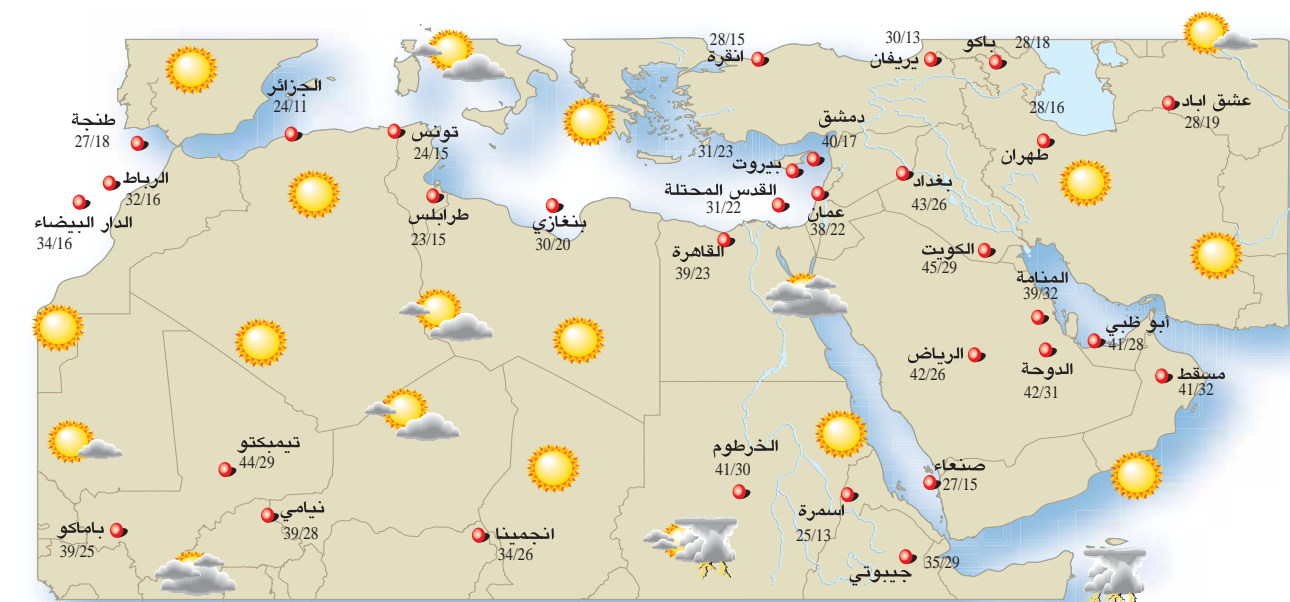 28/15
انقرة
30/13
يريفان
باكو
28/18
عشق اباد
28/19
28/16
طهران
الجزائر
24/11
طنجة
27/18
تونس
24/15
دمشق
40/17
31/23
بيروت
بغداد
43/26
الرباط
32/16
الدار البيضاء
34/16
طرابلس
23/15
بنغازي
30/20
القدس المحتلة
31/22
عمان
38/22
القاهرة
39/23
الكويت
45/29
المنامة
39/32
أبو ظبي
41/28
الرياض
42/26
الدوحة
42/31
مسقط
41/32
تيمبكتو
44/29
الخرطوم
41/30
صنعاء
27/15
نيامي
39/28
باماكو
39/25
انجمينا
34/26
اسمرة
25/13
جيبوتي
35/29